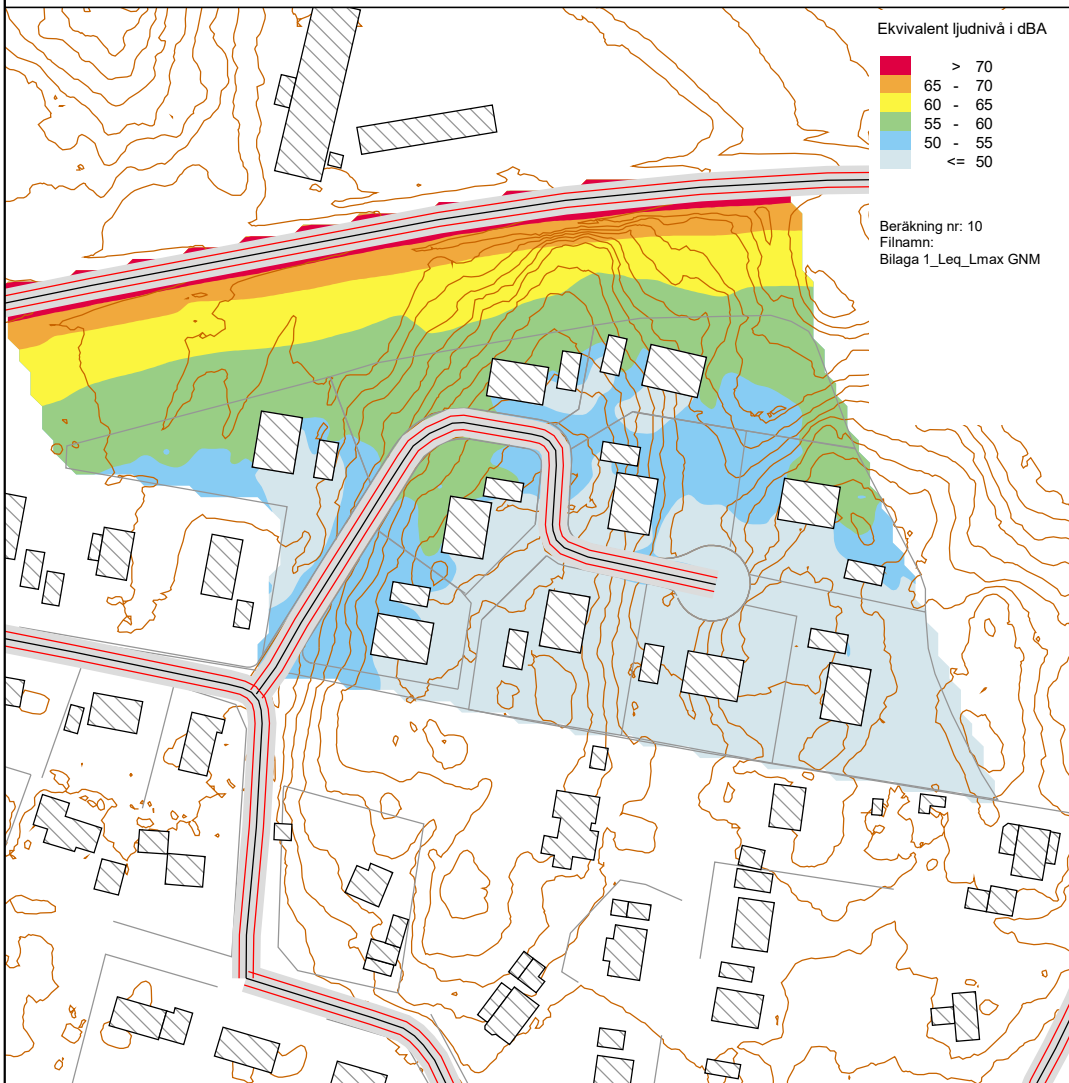 Ekvivalent ljudnivå i dBA
> 70
65 - 70
60 - 65
55 - 60
50 - 55
<= 50
Beräkning nr: 10
Filnamn:
Bilaga 1_Leq_Lmax GNM